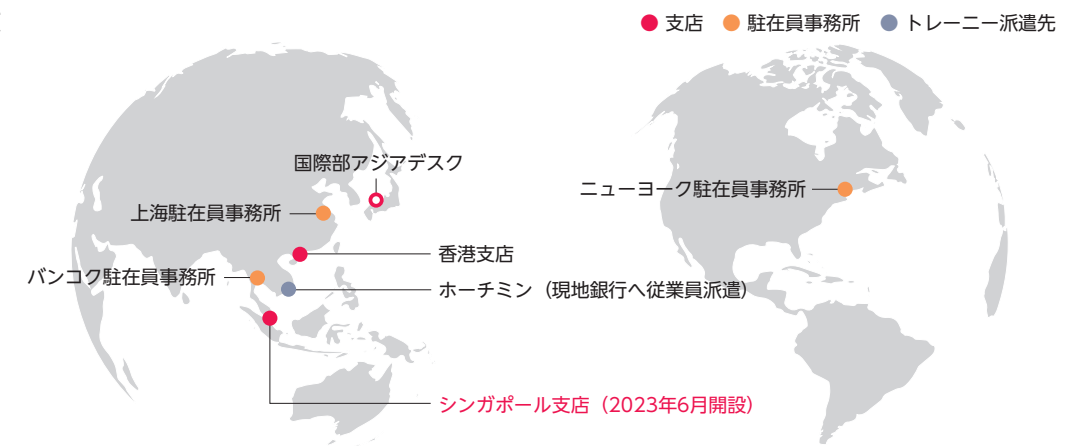 支店 駐在員事務所 トレーニー派遣先
国際部アジアデスク
ニューヨーク駐在員事務所
上海駐在員事務所
香港支店
バンコク駐在員事務所
ホーチミン（現地銀行へ従業員派遣）
シンガポール支店（2023年6月開設）